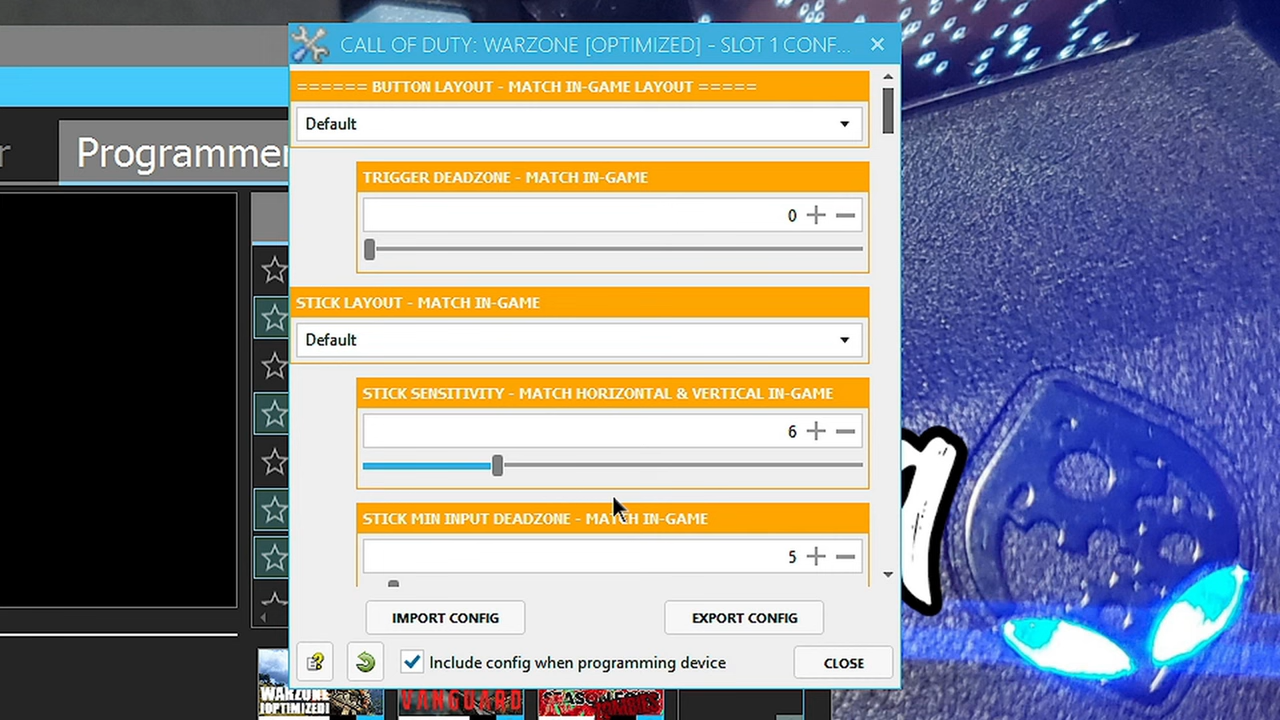 CALL OF DUTY: WARZONE [OPTIMIZED] - SLOT 1 CONF...
====== BUTTON LAYOUT - MATCH IN-GAME LAYOUT =====
Default
Programmer
TRIGGER DEADZONE - MATCH IN-GAME
0
STICK LAYOUT - MATCH IN-GAME
Default
STICK SENSITIVITY - MATCH HORIZONTAL & VERTICAL IN-GAME
6
STICK MIN INPUT DEADZONE - MATCH IN-GAME
5
IMPORT CONFIG
EXPORT CONFIG
Include config when programming device
CLOSE
WARZONE
[OPTIMIZED]
VANGUARD
ZOMBIES